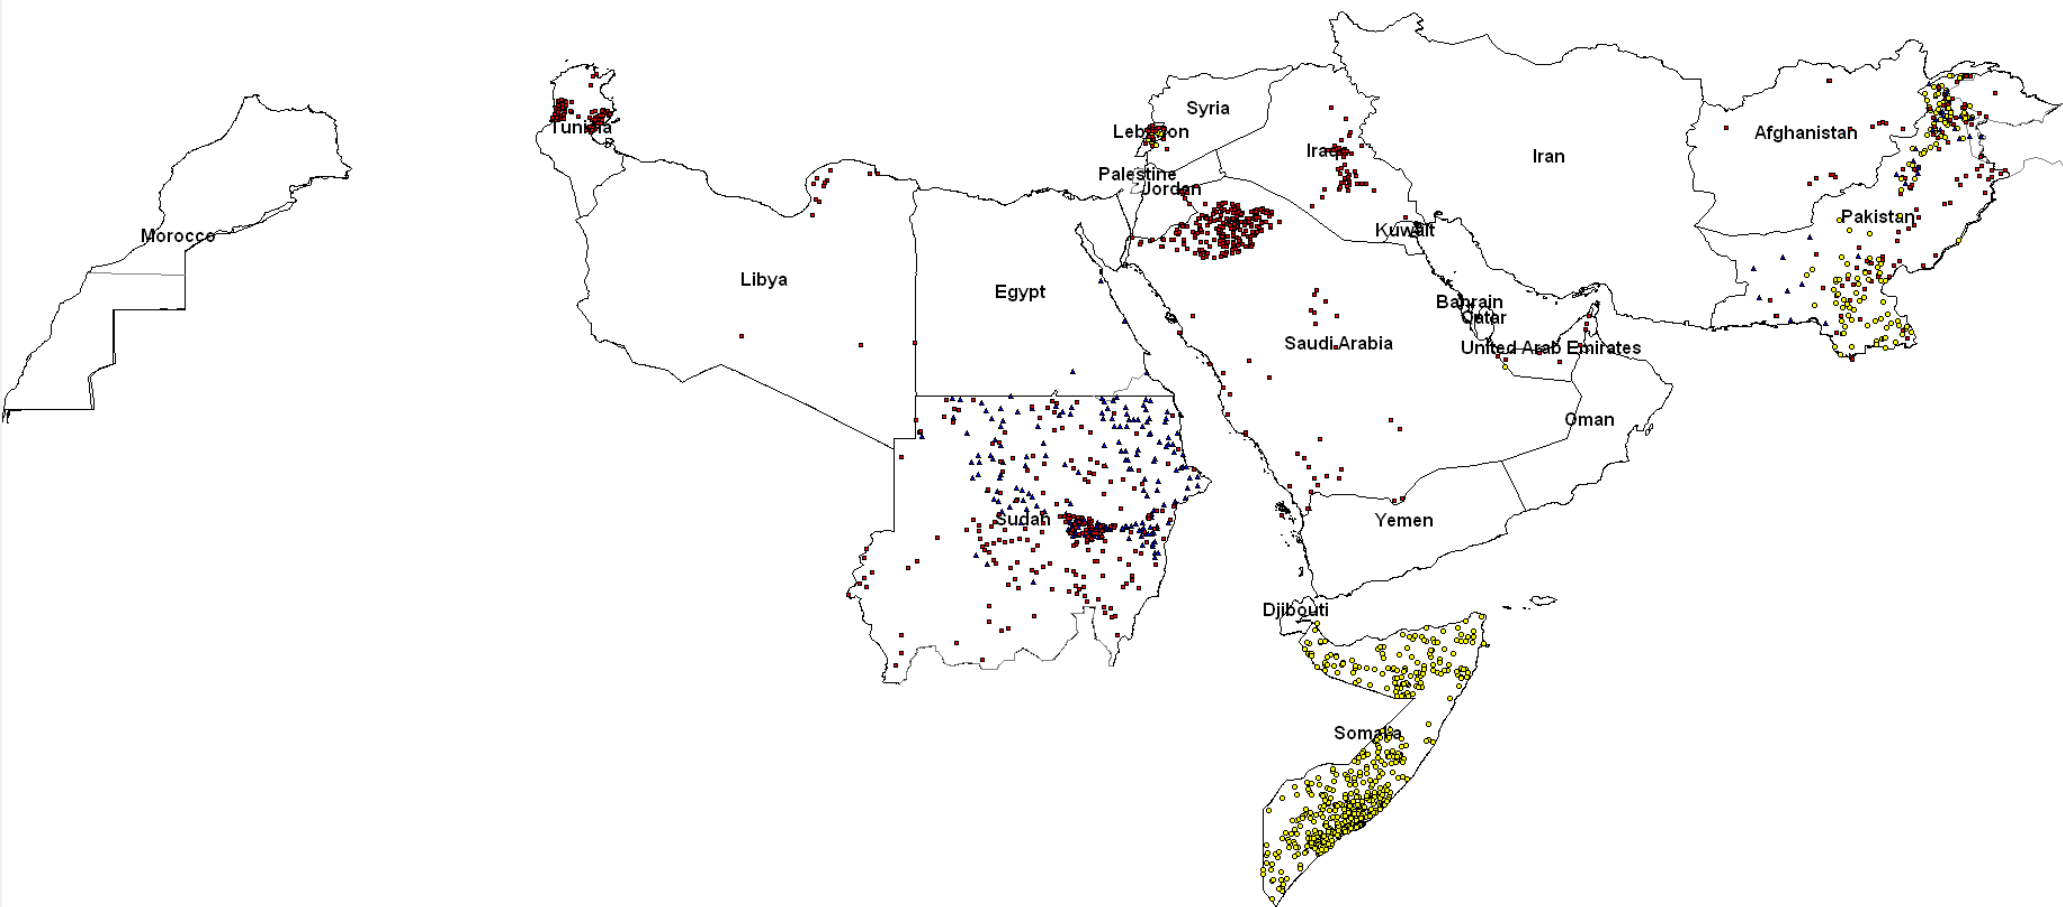 Syria
Tunisia
Lebanon
Afghanistan
Iraq
Iran
Palestine
Jordan
Pakistan
Morocco
Kuwait
Libya
Egypt
Bahrain
Qatar
Saudi Arabia
United Arab Emirates
Oman
Sudan
Yemen
Djibouti
Somalia